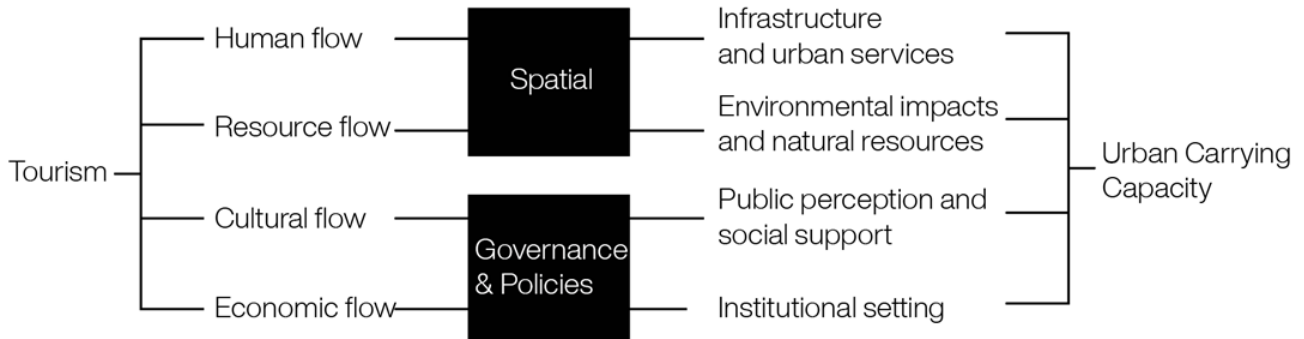 Tourism
Human flow
Resource flow
Cultural flow
Economic flow
Spatial
Governance
& Policies
Infrastructure
and urban services
Environmental impacts
and natural resources
Public perception and
social support
Institutional setting
Urban Carrying
Capacity